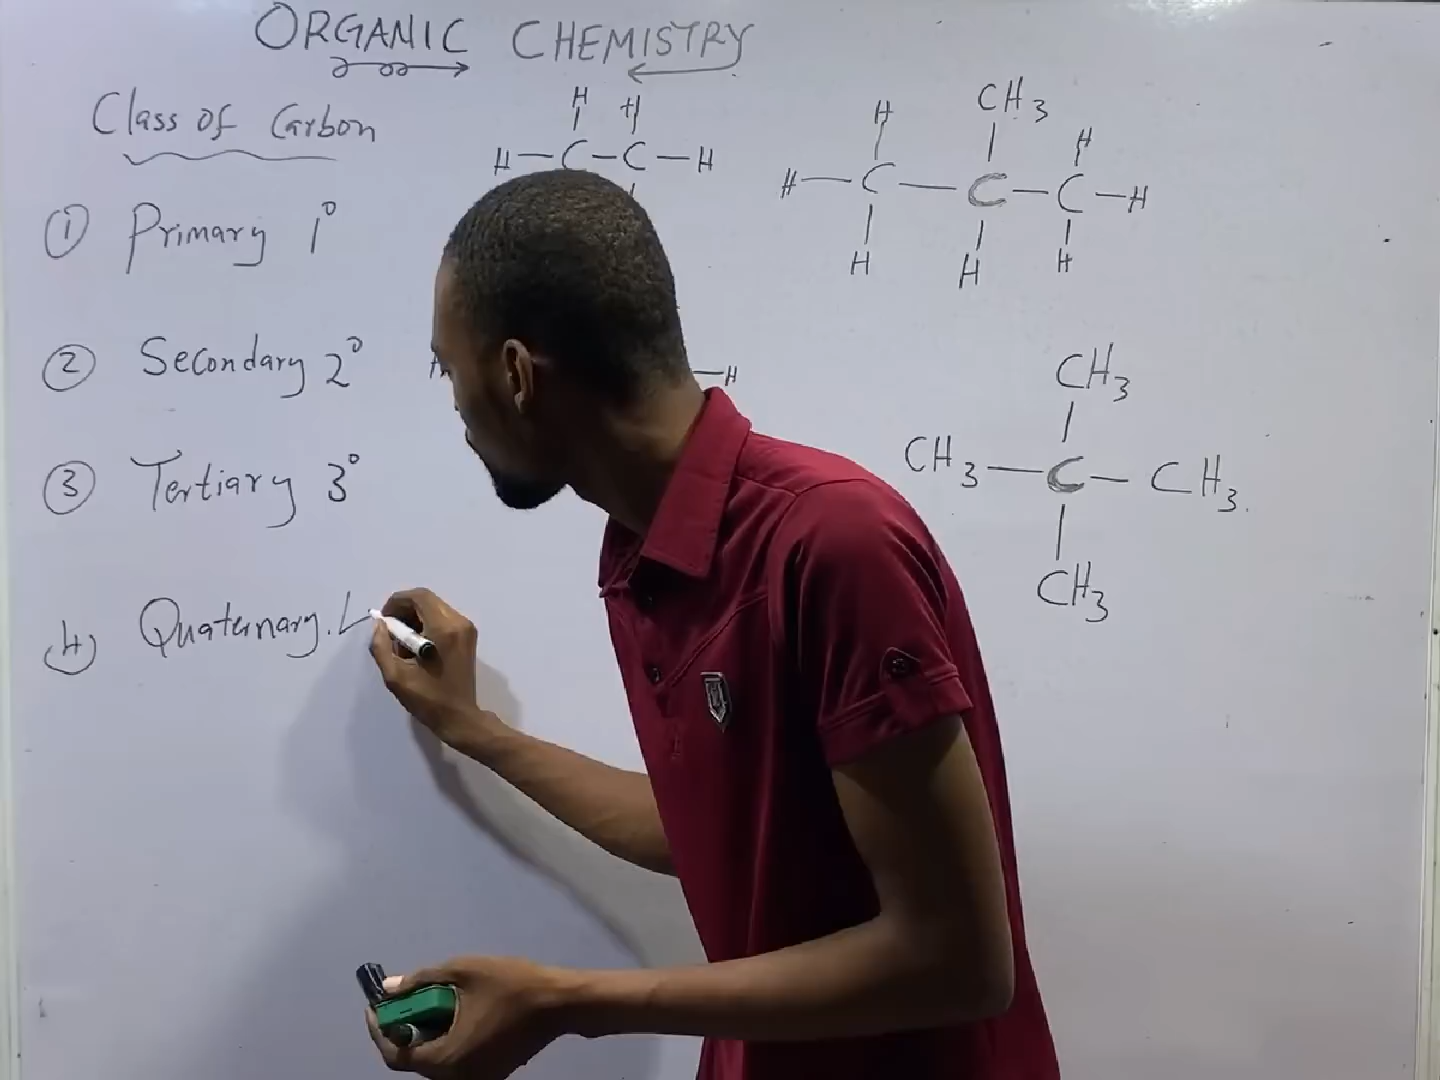 ORGANIC CHEMISTRY
Class of Carbon
① Primary 1°
② Secondary 2°
③ Tertiary 3°
④ Quaternary.
H H
H—C—C—H
—H
CH3
H H
H—C—C—C—H
H H H
CH3
CH3—C—CH3.
CH3